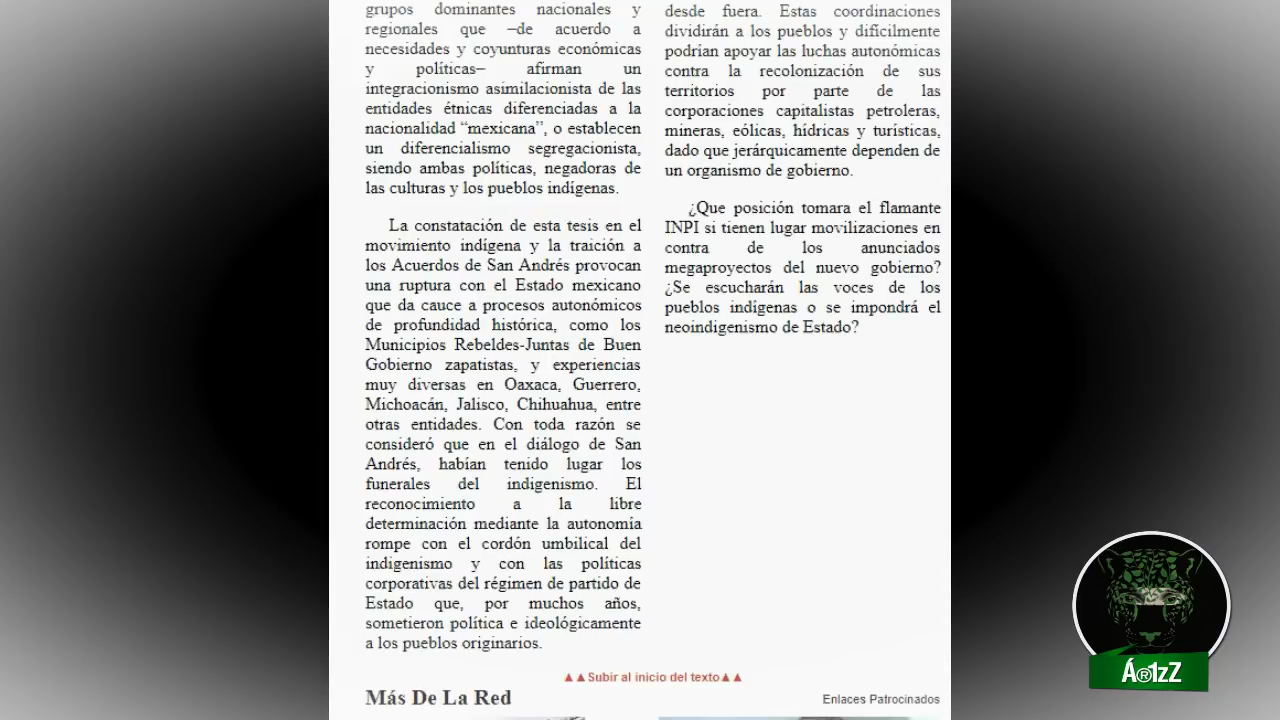 grupos dominantes nacionales y
regionales que –de acuerdo a
necesidades y coyunturas económicas
y políticas– afirman un
integracionismo asimilacionista de las
entidades étnicas diferenciadas a la
nacionalidad “mexicana”, o establecen
un diferencialismo segregacionista,
siendo ambas políticas, negadoras de
las culturas y los pueblos indígenas.
La constatación de esta tesis en el
movimiento indígena y la traición a
los Acuerdos de San Andrés provocan
una ruptura con el Estado mexicano
que da cauce a procesos autonómicos
de profundidad histórica, como los
Municipios Rebeldes-Juntas de Buen
Gobierno zapatistas, y experiencias
muy diversas en Oaxaca, Guerrero,
Michoacán, Jalisco, Chihuahua, entre
otras entidades. Con toda razón se
consideró que en el diálogo de San
Andrés, habían tenido lugar los
funerales del indigenismo. El
reconocimiento a la libre
determinación mediante la autonomía
rompe con el cordón umbilical del
indigenismo y con las políticas
corporativas del régimen de partido de
Estado que, por muchos años,
sometieron política e ideológicamente
a los pueblos originarios.
desde fuera. Estas coordinaciones
dividirán a los pueblos y difícilmente
podrían apoyar las luchas autonómicas
contra la recolonización de sus
territorios por parte de las
corporaciones capitalistas petroleras,
mineras, eólicas, hídricas y turísticas,
dado que jerárquicamente dependen de
un organismo de gobierno.
¿Que posición tomara el flamante
INPI si tienen lugar movilizaciones en
contra de los anunciados
megaproyectos del nuevo gobierno?
¿Se escucharán las voces de los
pueblos indígenas o se impondrá el
neoindigenismo de Estado?
▲▲Subir al inicio del texto▲▲
Más De La Red
Enlaces Patrocinados
Á®1zZ